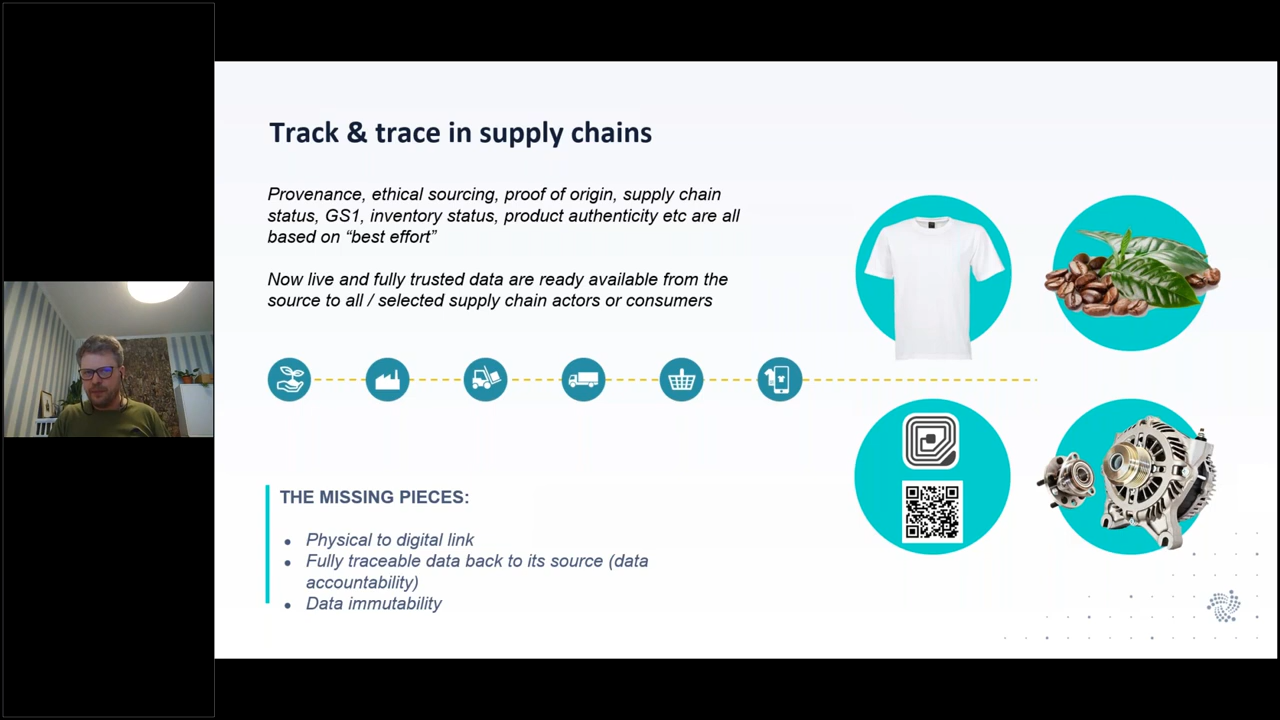 Track & trace in supply chains
Provenance, ethical sourcing, proof of origin, supply chain
status, GS1, inventory status, product authenticity etc are all
based on “best effort”
Now live and fully trusted data are ready available from the
source to all / selected supply chain actors or consumers
THE MISSING PIECES:
● Physical to digital link
● Fully traceable data back to its source (data
accountability)
● Data immutability